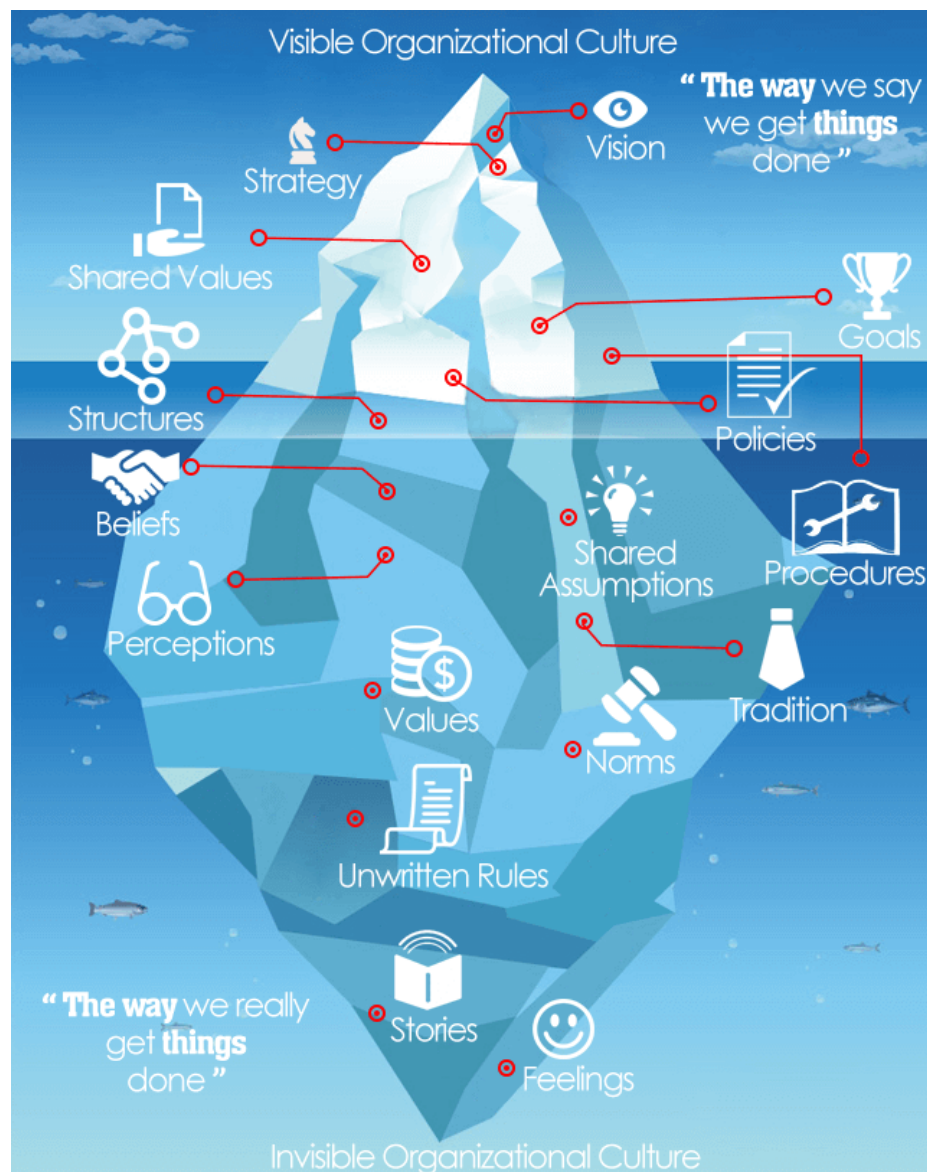 Visible Organizational Culture
“ The way we say
we get things
done ”
Vision
Strategy
Shared Values
Goals
Structures
Policies
Beliefs
Shared
Assumptions
Procedures
Perceptions
Values
Tradition
Norms
Unwritten Rules
“ The way we really
get things
done ”
Stories
Feelings
Invisible Organizational Culture